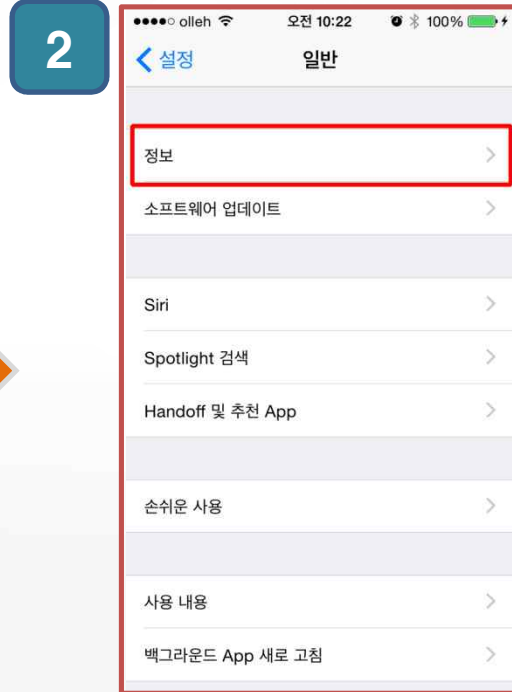 2
olleh 오전 10:22 100%
설정 일반
정보
소프트웨어 업데이트
Siri
Spotlight 검색
Handoff 및 추천 App
손쉬운 사용
사용 내용
백그라운드 App 새로 고침